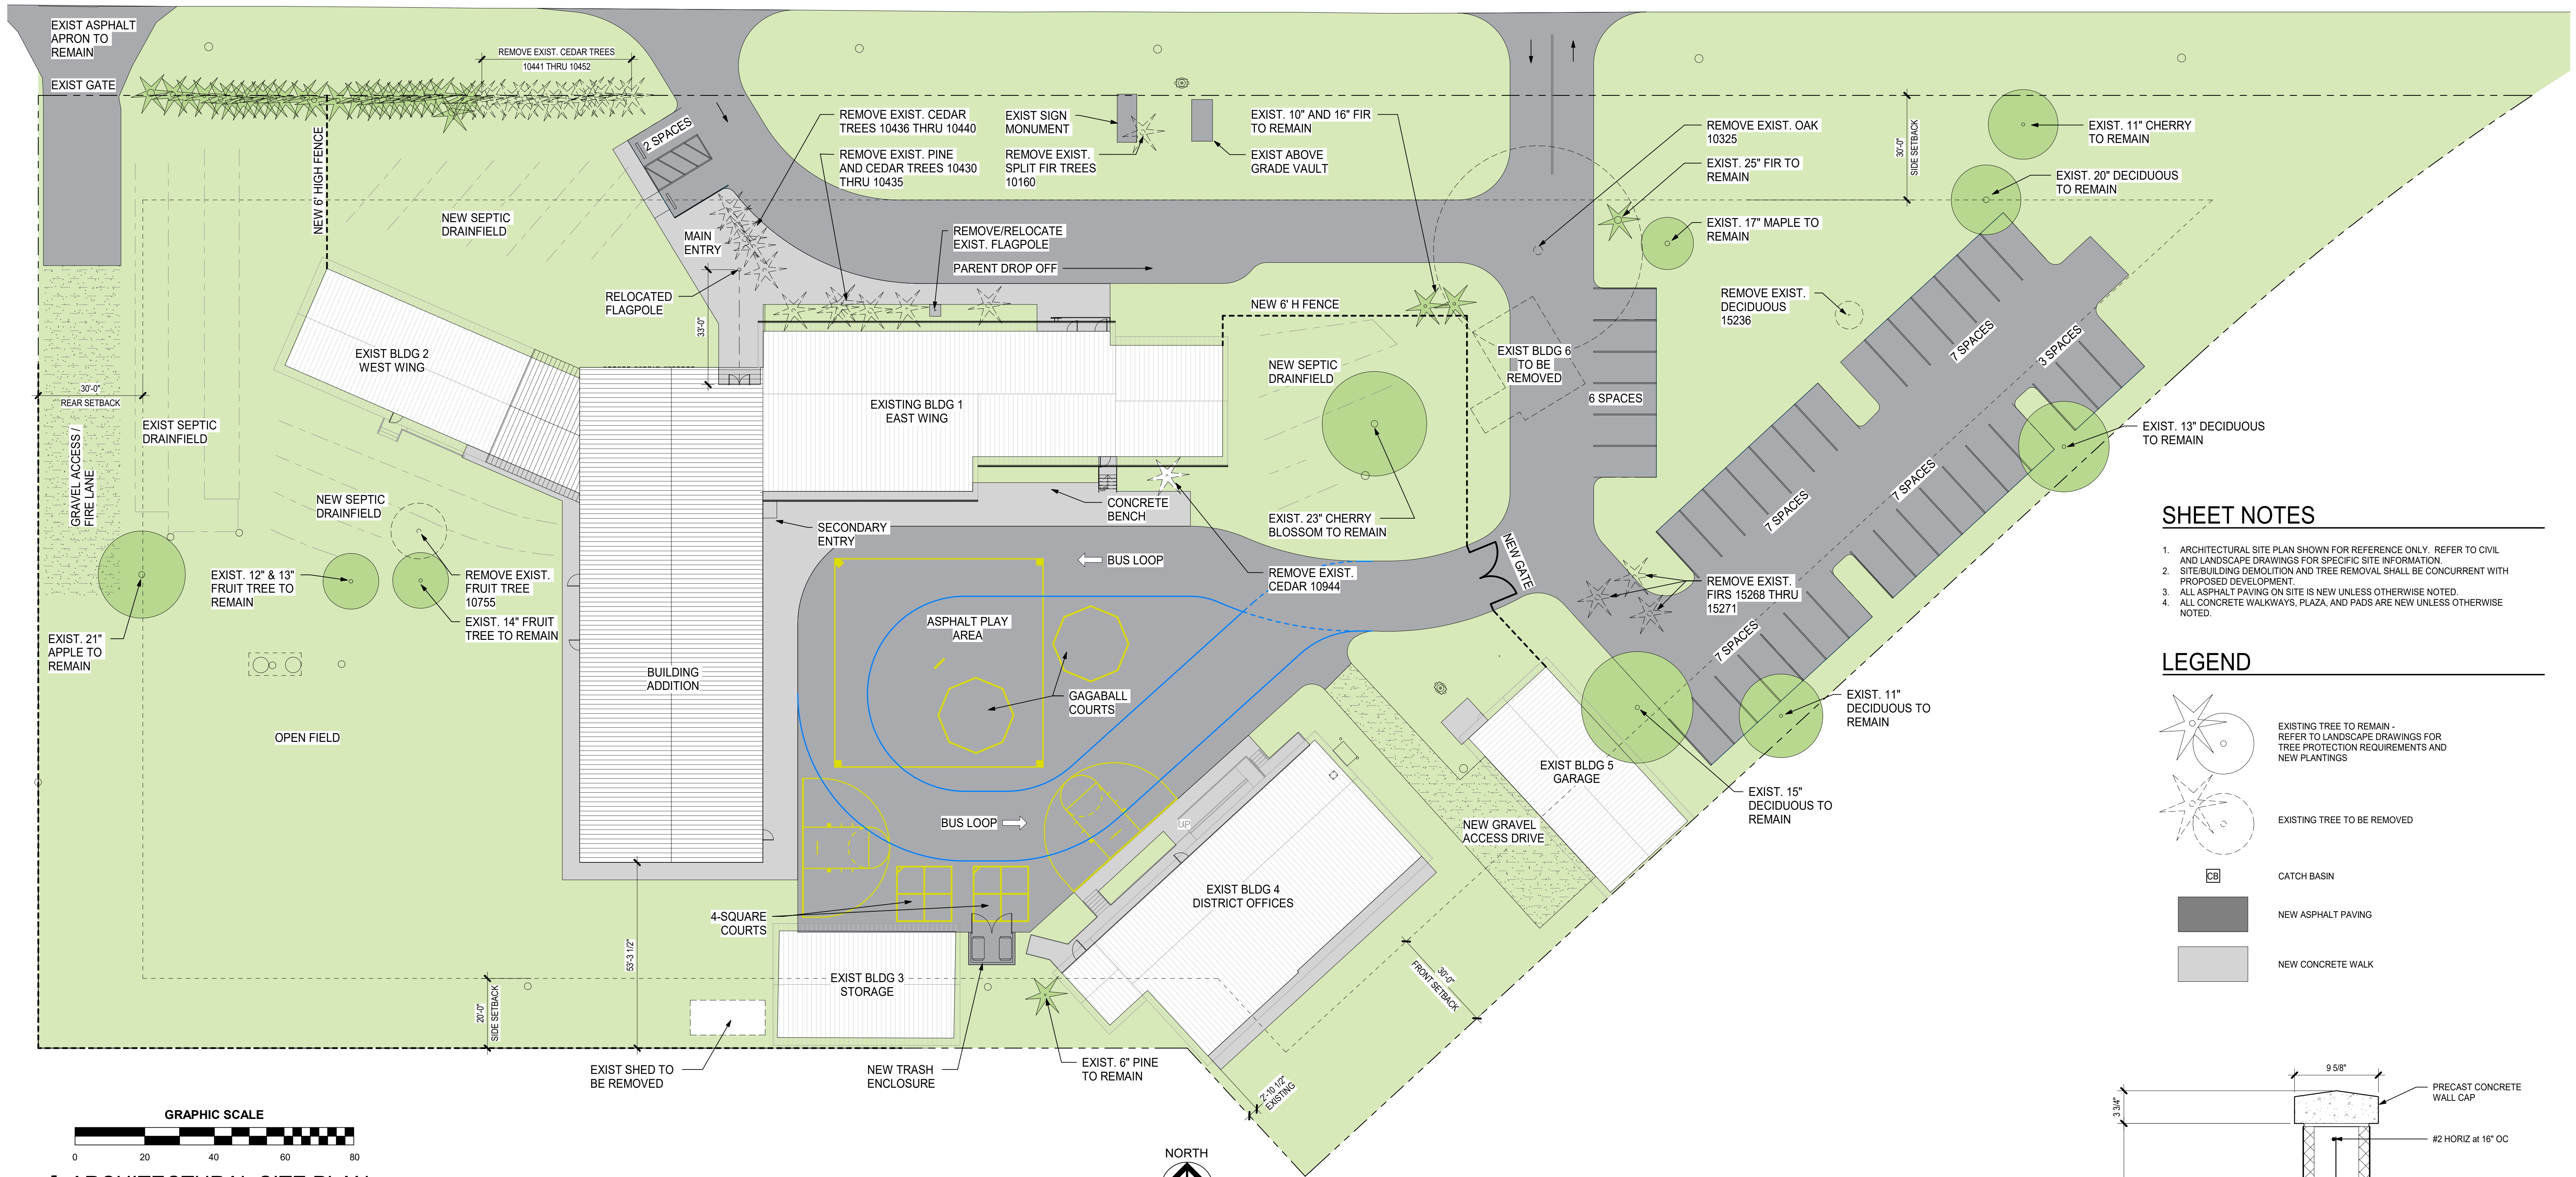 EXIST ASPHALT
APRON TO
REMAIN
EXIST GATE
REMOVE EXIST. CEDAR TREES
10441 THRU 10452
NEW 6' HIGH FENCE
2 SPACES
REMOVE EXIST. CEDAR
TREES 10436 THRU 10440
REMOVE EXIST. PINE
AND CEDAR TREES 10430
THRU 10435
EXIST SIGN
MONUMENT
REMOVE EXIST.
SPLIT FIR TREES
10160
EXIST ABOVE
GRADE VAULT
EXIST. 10" AND 16" FIR
TO REMAIN
REMOVE EXIST. OAK
10325
EXIST. 25" FIR TO
REMAIN
EXIST. 17" MAPLE TO
REMAIN
30'-0"
SIDE SETBACK
EXIST. 11" CHERRY
TO REMAIN
EXIST. 20" DECIDUOUS
TO REMAIN
NEW SEPTIC
DRAINFIELD
MAIN
ENTRY
REMOVE/RELOCATE
EXIST. FLAGPOLE
PARENT DROP OFF
RELOCATED
FLAGPOLE
33'-0"
NEW 6' H FENCE
REMOVE EXIST.
DECIDUOUS
15236
7 SPACES
3 SPACES
EXIST BLDG 2
WEST WING
EXISTING BLDG 1
EAST WING
NEW SEPTIC
DRAINFIELD
EXIST BLDG 6
TO BE
REMOVED
6 SPACES
30'-0"
REAR SETBACK
GRAVEL ACCESS /
FIRE LANE
EXIST SEPTIC
DRAINFIELD
NEW SEPTIC
DRAINFIELD
EXIST. 13" DECIDUOUS
TO REMAIN
7 SPACES
7 SPACES
7 SPACES
CONCRETE
BENCH
SECONDARY
ENTRY
EXIST. 23" CHERRY
BLOSSOM TO REMAIN
NEW GATE
BUS LOOP
REMOVE EXIST.
CEDAR 10944
EXIST. 12" & 13"
FRUIT TREE TO
REMAIN
REMOVE EXIST.
FRUIT TREE
10755
EXIST. 14" FRUIT
TREE TO REMAIN
EXIST. 21"
APPLE TO
REMAIN
REMOVE EXIST.
FIRS 15268 THRU
15271
ASPHALT PLAY
AREA
BUILDING
ADDITION
GAGABALL
COURTS
OPEN FIELD
EXIST. 11"
DECIDUOUS TO
REMAIN
EXIST BLDG 5
GARAGE
EXIST. 15"
DECIDUOUS TO
REMAIN
BUS LOOP
UP
NEW GRAVEL
ACCESS DRIVE
EXIST BLDG 4
DISTRICT OFFICES
4-SQUARE
COURTS
53'-3 1/2"
EXIST BLDG 3
STORAGE
30'-0"
FRONT SETBACK
20'-0"
SIDE SETBACK
EXIST SHED TO
BE REMOVED
NEW TRASH
ENCLOSURE
EXIST. 6" PINE
TO REMAIN
2'-10 1/2"
EXISTING
SHEET NOTES
1. ARCHITECTURAL SITE PLAN SHOWN FOR REFERENCE ONLY. REFER TO CIVIL
AND LANDSCAPE DRAWINGS FOR SPECIFIC SITE INFORMATION.
2. SITE/BUILDING DEMOLITION AND TREE REMOVAL SHALL BE CONCURRENT WITH
PROPOSED DEVELOPMENT.
3. ALL ASPHALT PAVING ON SITE IS NEW UNLESS OTHERWISE NOTED.
4. ALL CONCRETE WALKWAYS, PLAZA, AND PADS ARE NEW UNLESS OTHERWISE
NOTED.
LEGEND
EXISTING TREE TO REMAIN -
REFER TO LANDSCAPE DRAWINGS FOR
TREE PROTECTION REQUIREMENTS AND
NEW PLANTINGS
EXISTING TREE TO BE REMOVED
CB
CATCH BASIN
NEW ASPHALT PAVING
NEW CONCRETE WALK
9 5/8"
3 3/4"
PRECAST CONCRETE
WALL CAP
#2 HORIZ at 16" OC
GRAPHIC SCALE
0 20 40 60 80
ARCHITECTURAL SITE PLAN
NORTH